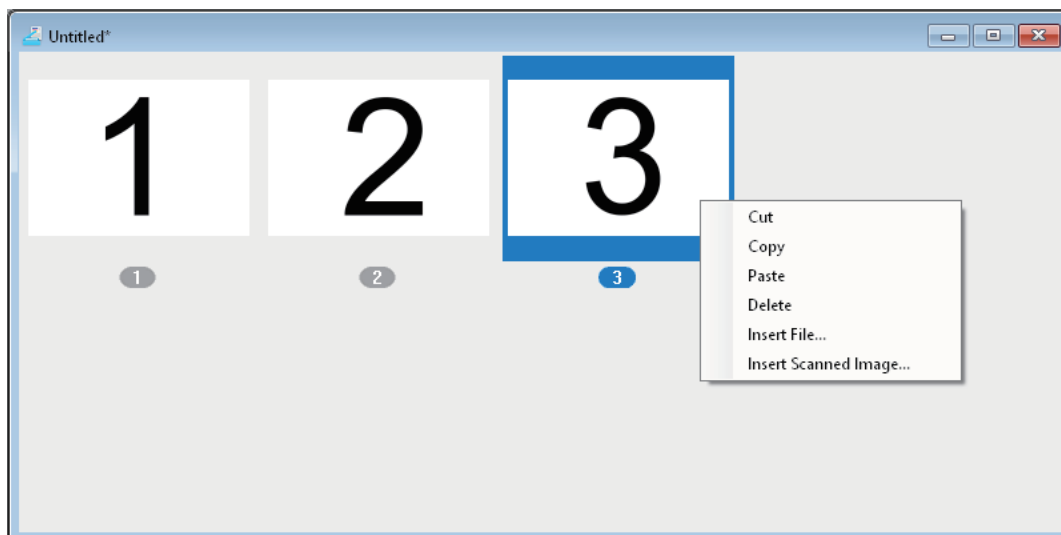 Untitled*
1 2 3
1 2 3
Cut
Copy
Paste
Delete
Insert File...
Insert Scanned Image...